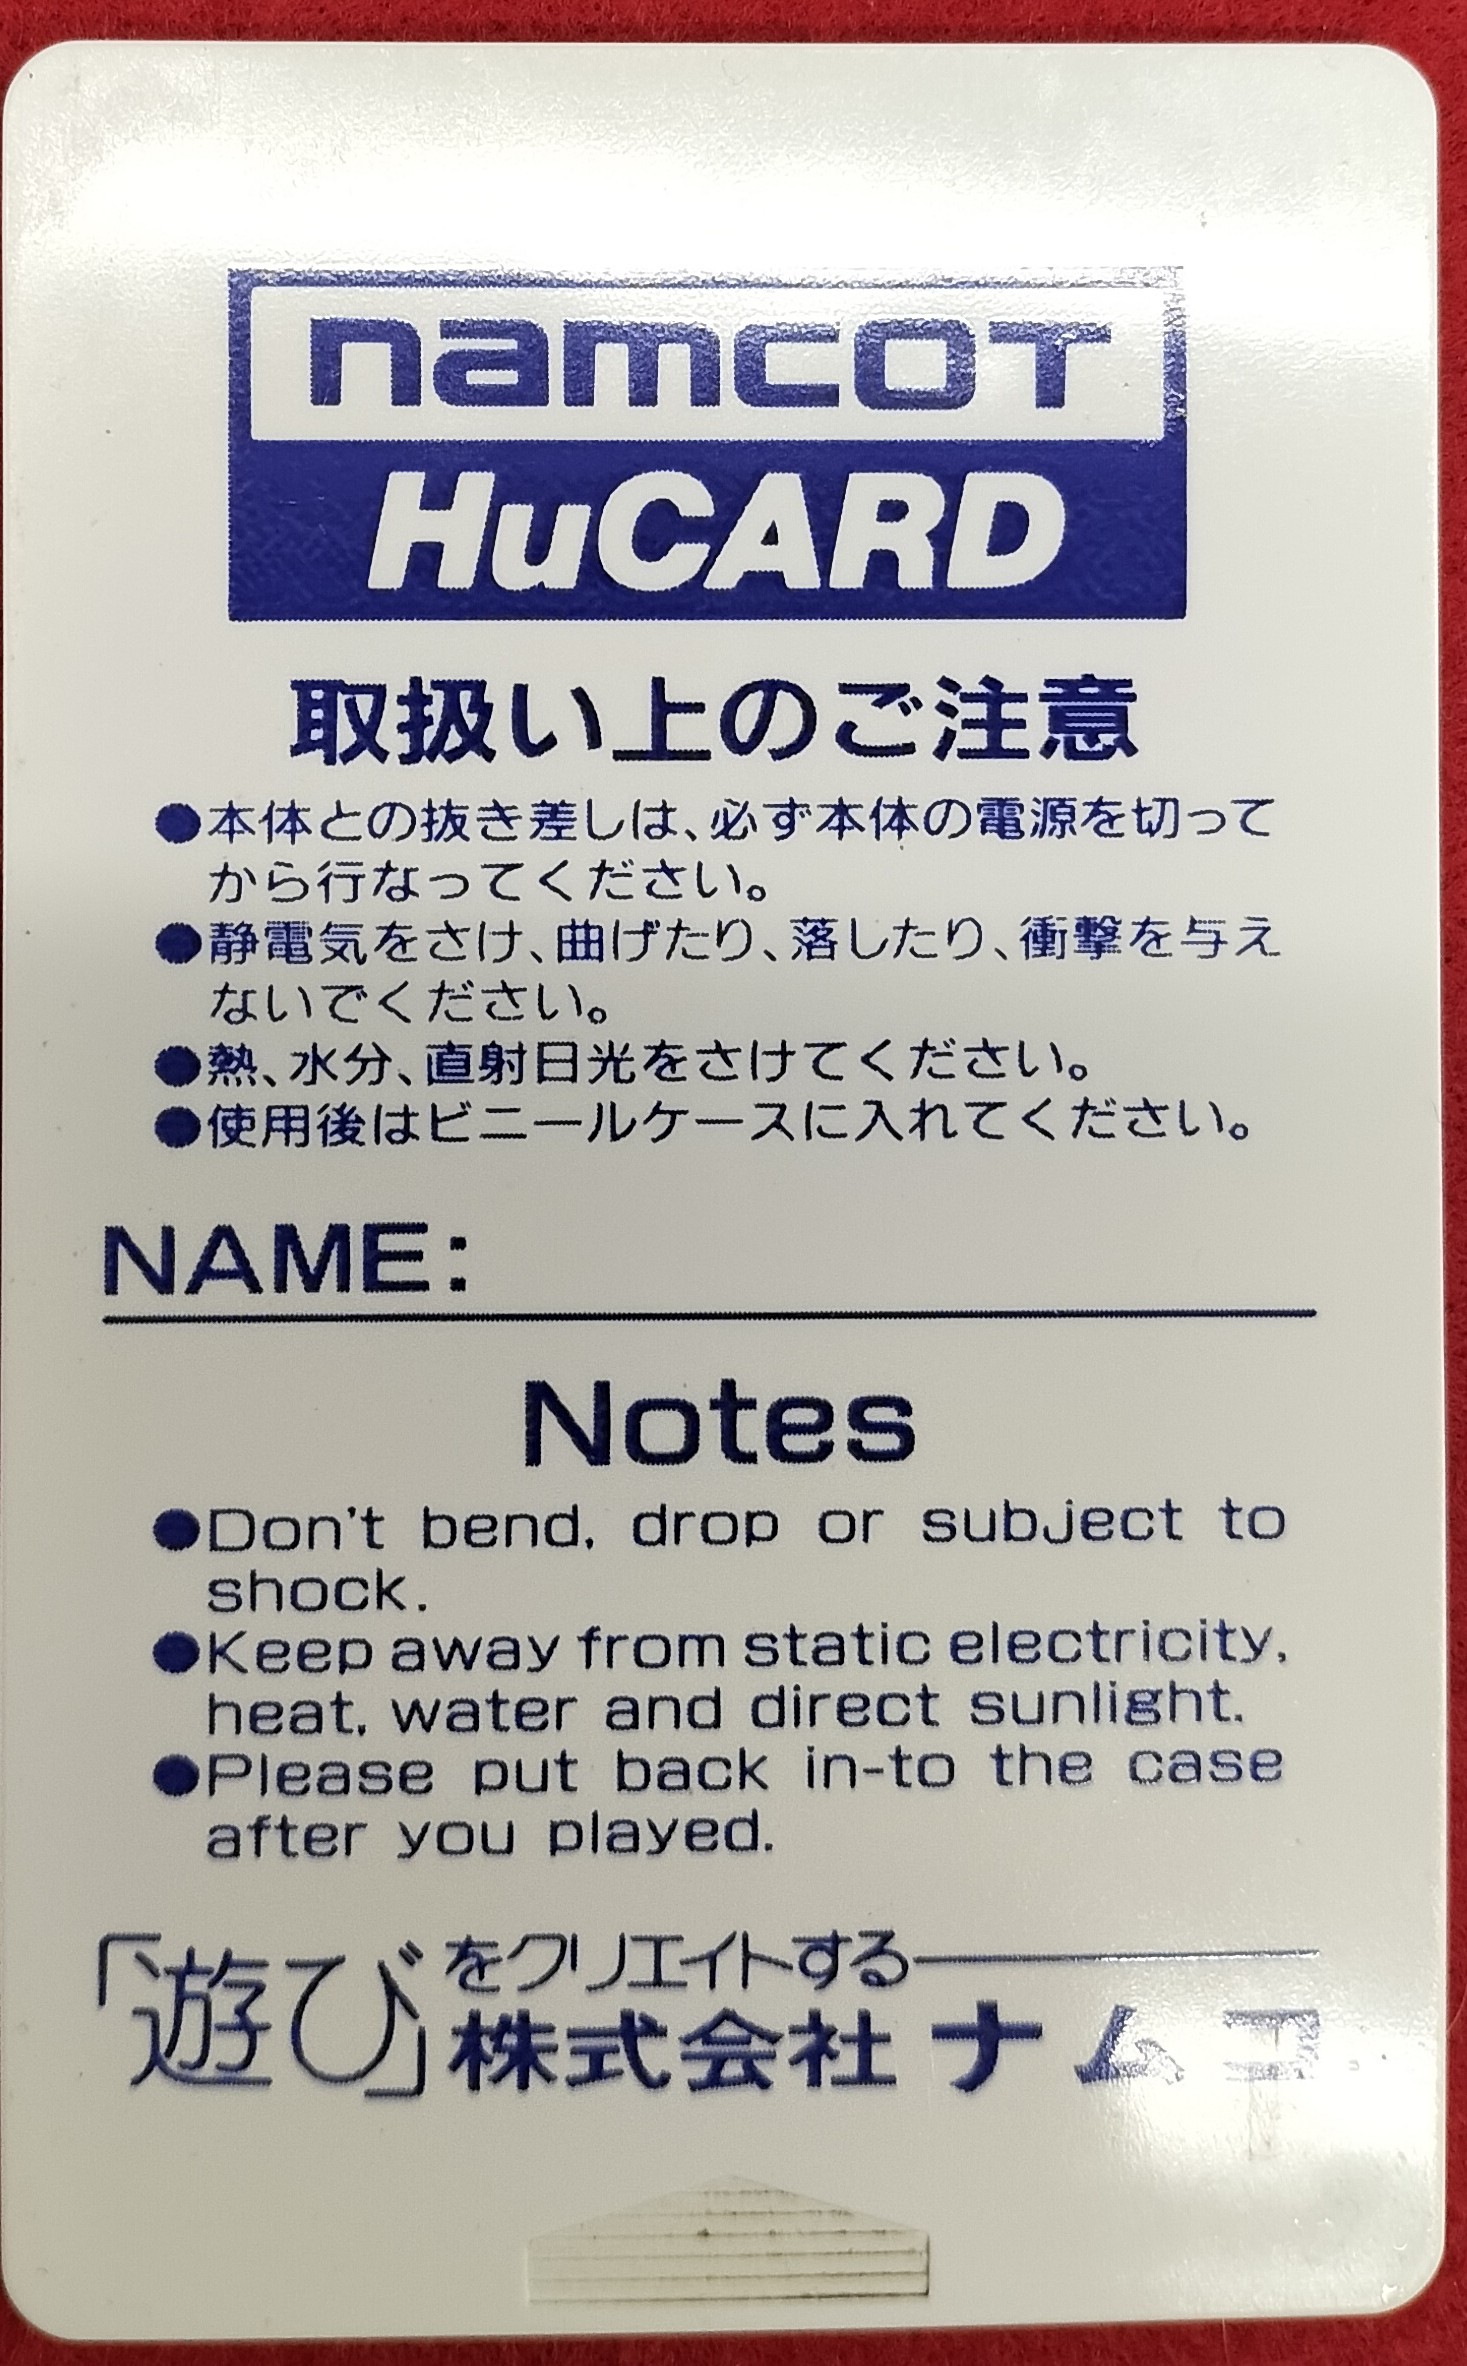 namcoT
HuCARD
取扱い上のご注意
●本体との抜き差しは、必ず本体の電源を切って
から行なってください。
●静電気をさけ、曲げたり、落したり、衝撃を与え
ないでください。
●熱、水分、直射日光をさけてください。
●使用後はビニールケースに入れてください。
NAME:
Notes
●Don't bend, drop or subject to
shock.
●Keep away from static electricity,
heat, water and direct sunlight.
●Please put back in-to the case
after you played.
「遊び」をクリエイトする
株式会社 ナムコ